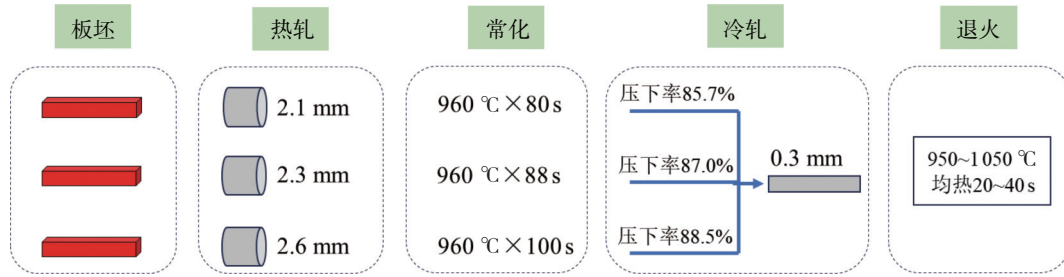 板坯
热轧
常化
冷轧
退火
2.1 mm
2.3 mm
2.6 mm
960 ℃×80 s
960 ℃×88 s
960 ℃×100 s
压下率85.7%
压下率87.0%
压下率88.5%
0.3 mm
950~1 050 ℃
均热20~40 s